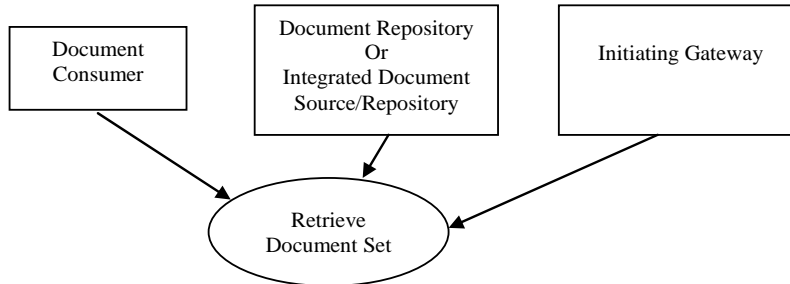 Document
Consumer
Document Repository
Or
Integrated Document
Source/Repository
Initiating Gateway
Retrieve
Document Set